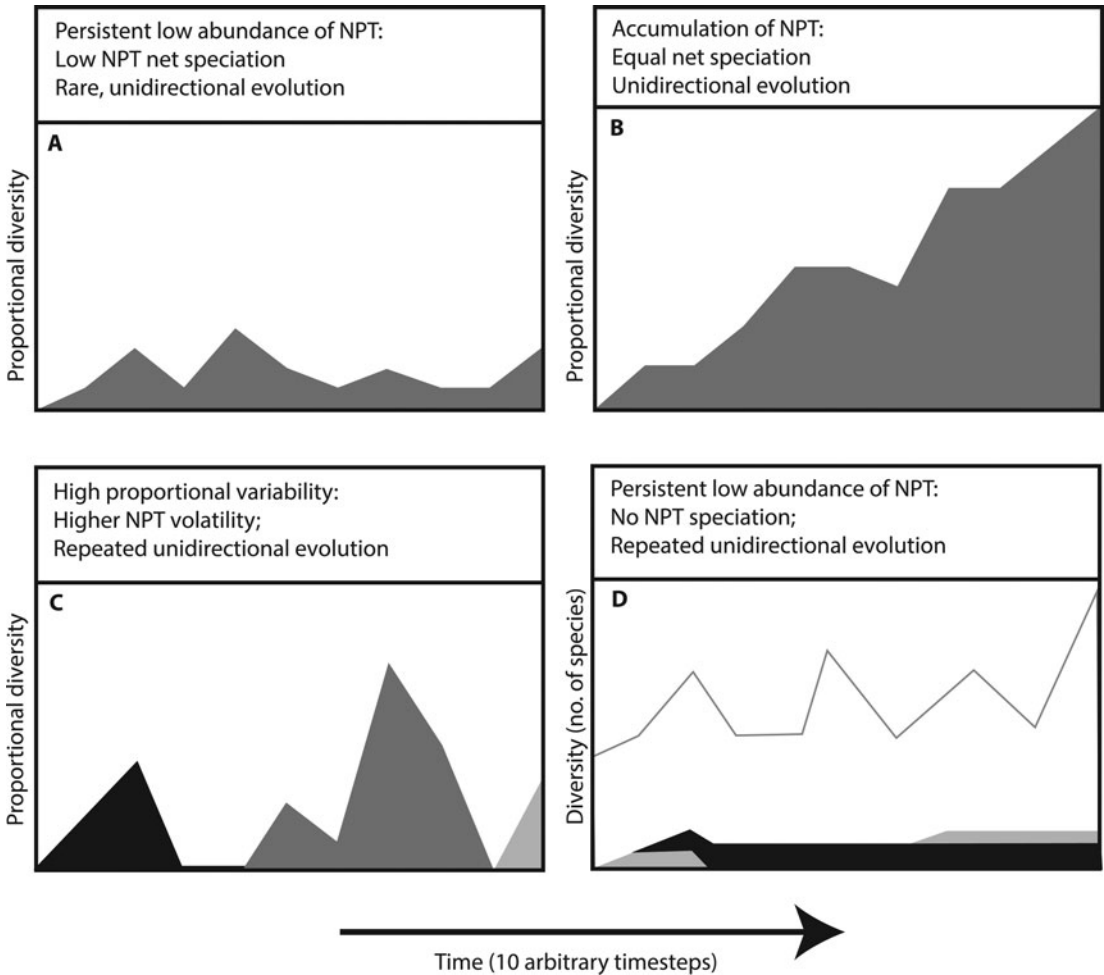 Persistent low abundance of NPT:
Low NPT net speciation
Rare, unidirectional evolution
A
Proportional diversity
Accumulation of NPT:
Equal net speciation
Unidirectional evolution
B
Proportional diversity
High proportional variability:
Higher NPT volatility;
Repeated unidirectional evolution
C
Proportional diversity
Persistent low abundance of NPT:
No NPT speciation;
Repeated unidirectional evolution
D
Diversity (no. of species)
Time (10 arbitrary timesteps)